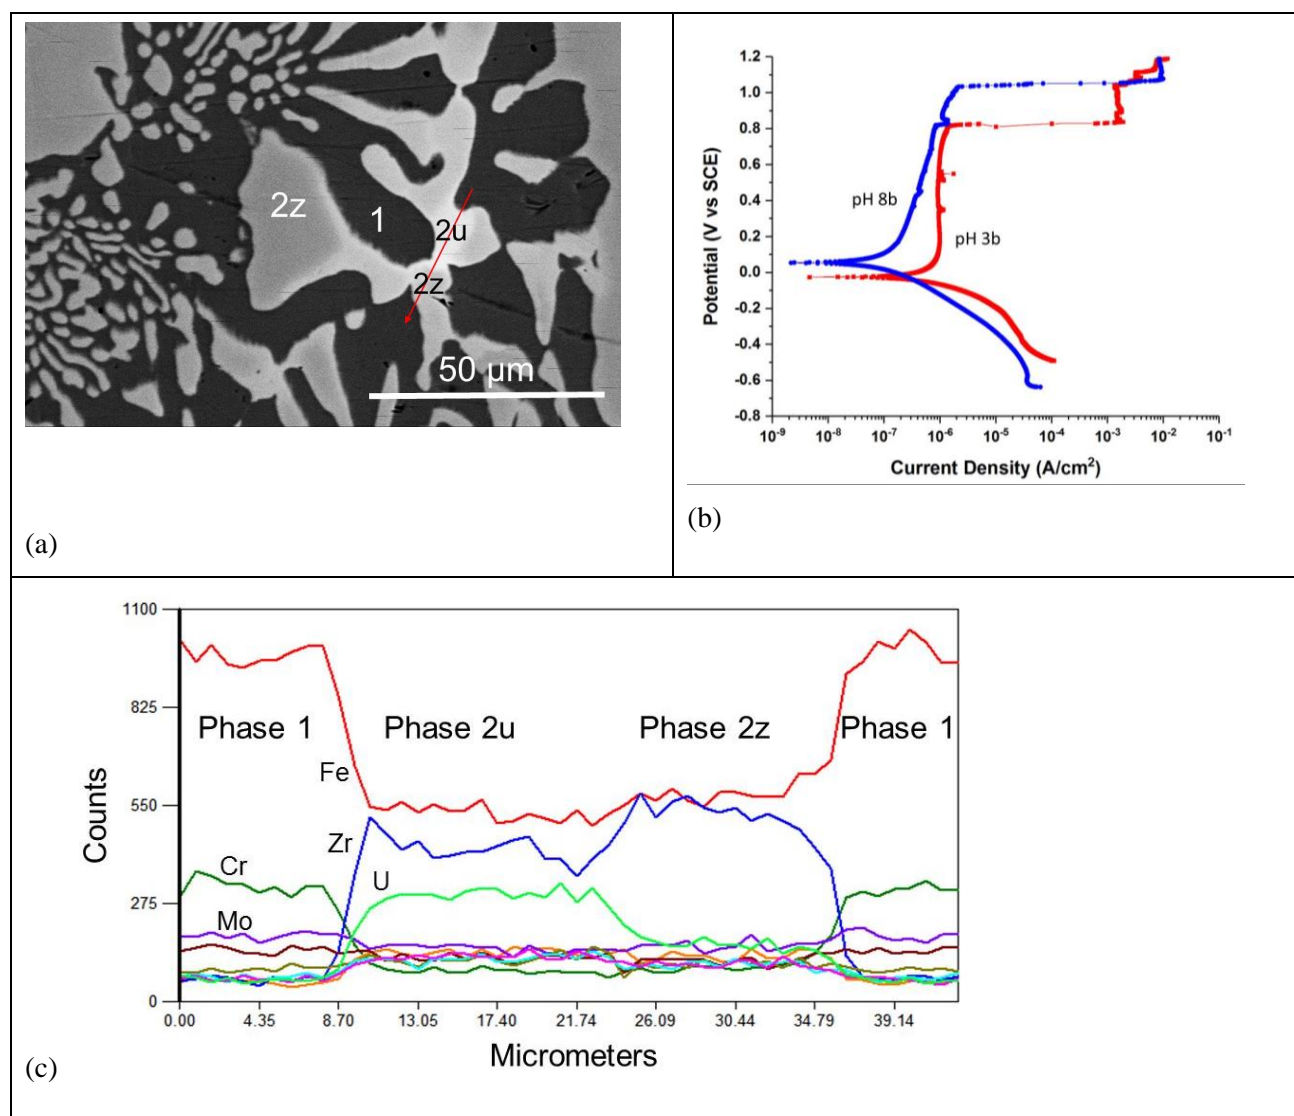 2z
1
2u
2z
50 µm
(a)
1.2
1.0
0.8
0.6
0.4
0.2
0.0
-0.2
-0.4
-0.6
-0.8
Potential (V vs SCE)
pH 8b
pH 3b
10⁻⁹ 10⁻⁸ 10⁻⁷ 10⁻⁶ 10⁻⁵ 10⁻⁴ 10⁻³ 10⁻² 10⁻¹
Current Density (A/cm²)
(b)
1100
825
550
275
0
Counts
Phase 1 Phase 2u Phase 2z Phase 1
Fe
Zr
Cr
U
Mo
0.00 4.35 8.70 13.05 17.40 21.74 26.09 30.44 34.79 39.14
Micrometers
(c)